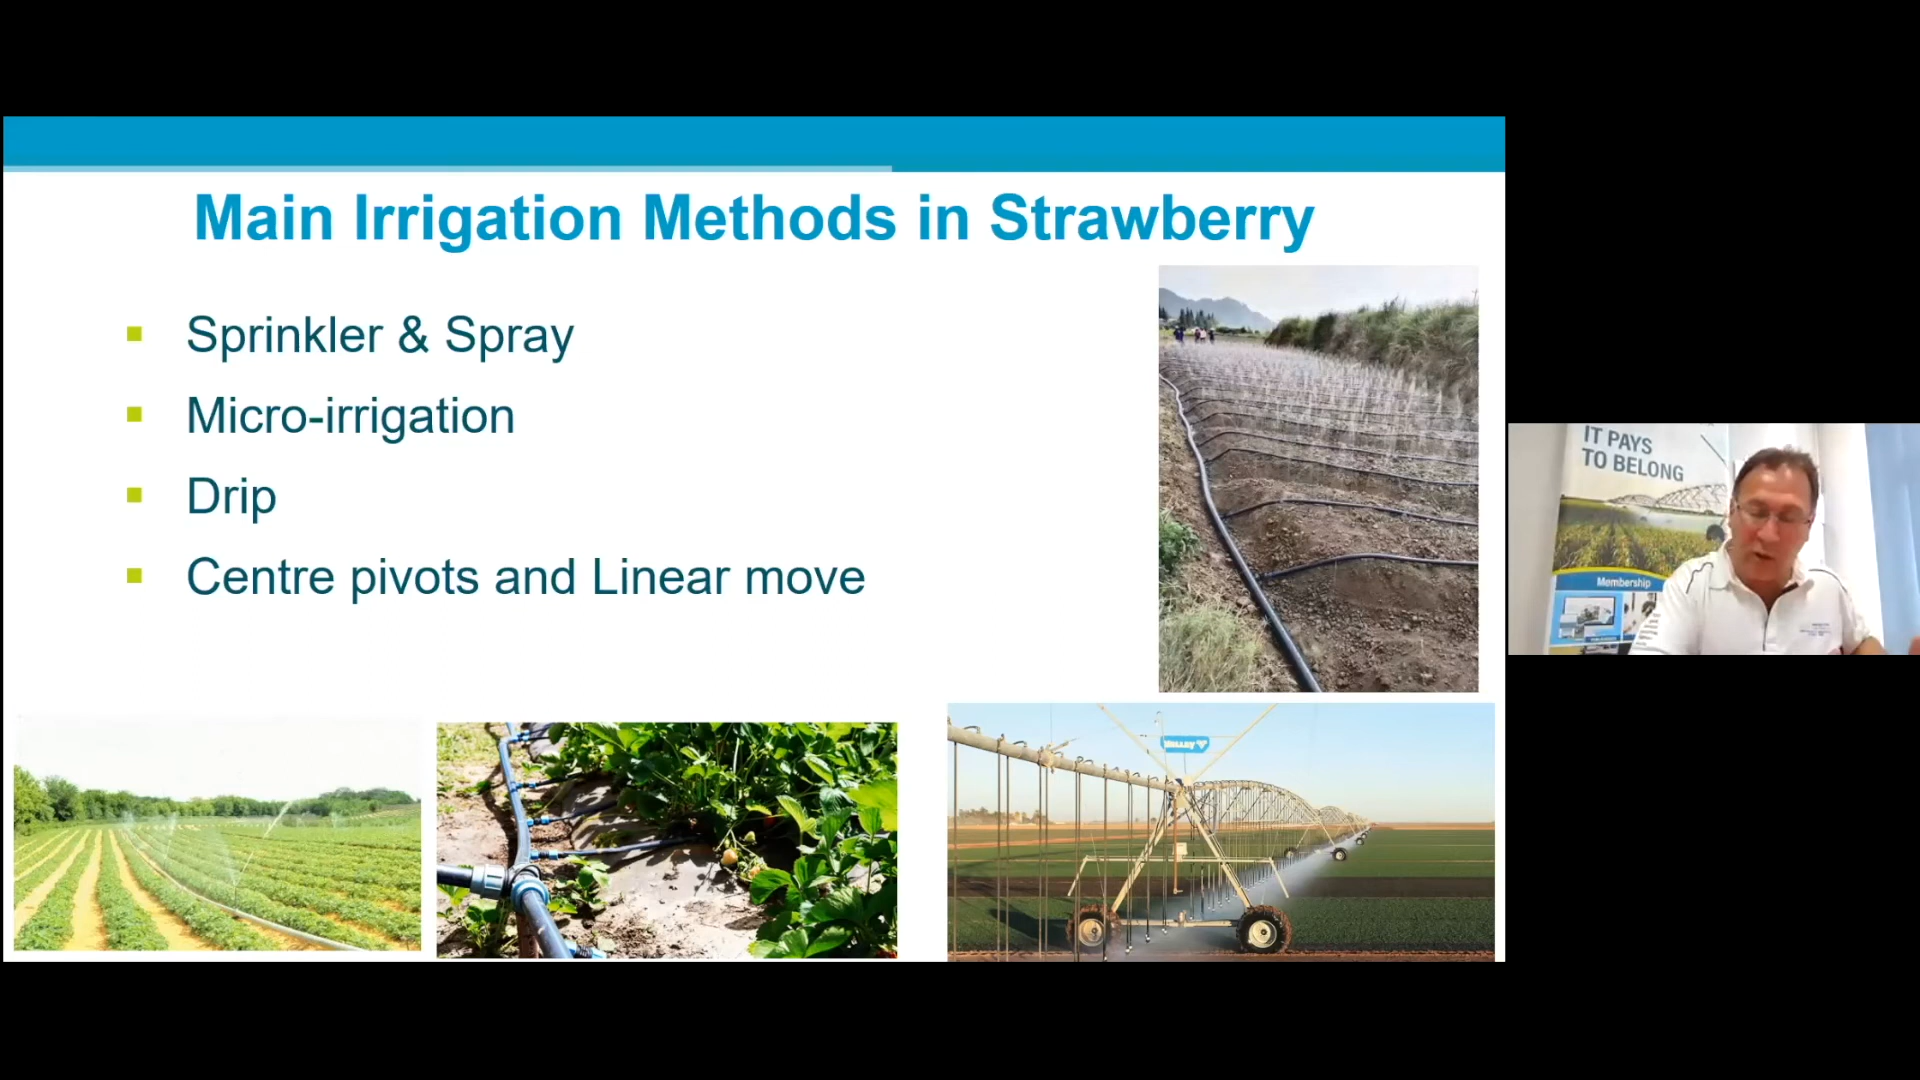 Main Irrigation Methods in Strawberry
Sprinkler & Spray
Micro-irrigation
Drip
Centre pivots and Linear move
VALLEY
IT PAYS
TO BELONG
Membership